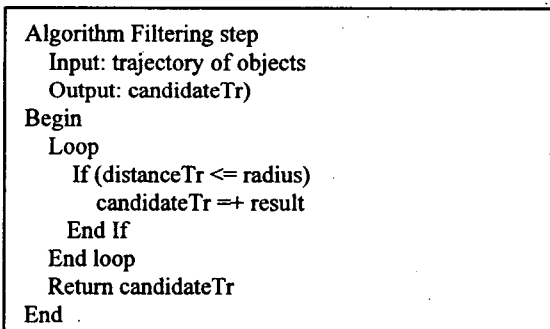 Algorithm Filtering step
Input: trajectory of objects
Output: candidateTr)
Begin
Loop
If (distanceTr <= radius)
candidateTr =+ result
End If
End loop
Return candidateTr
End